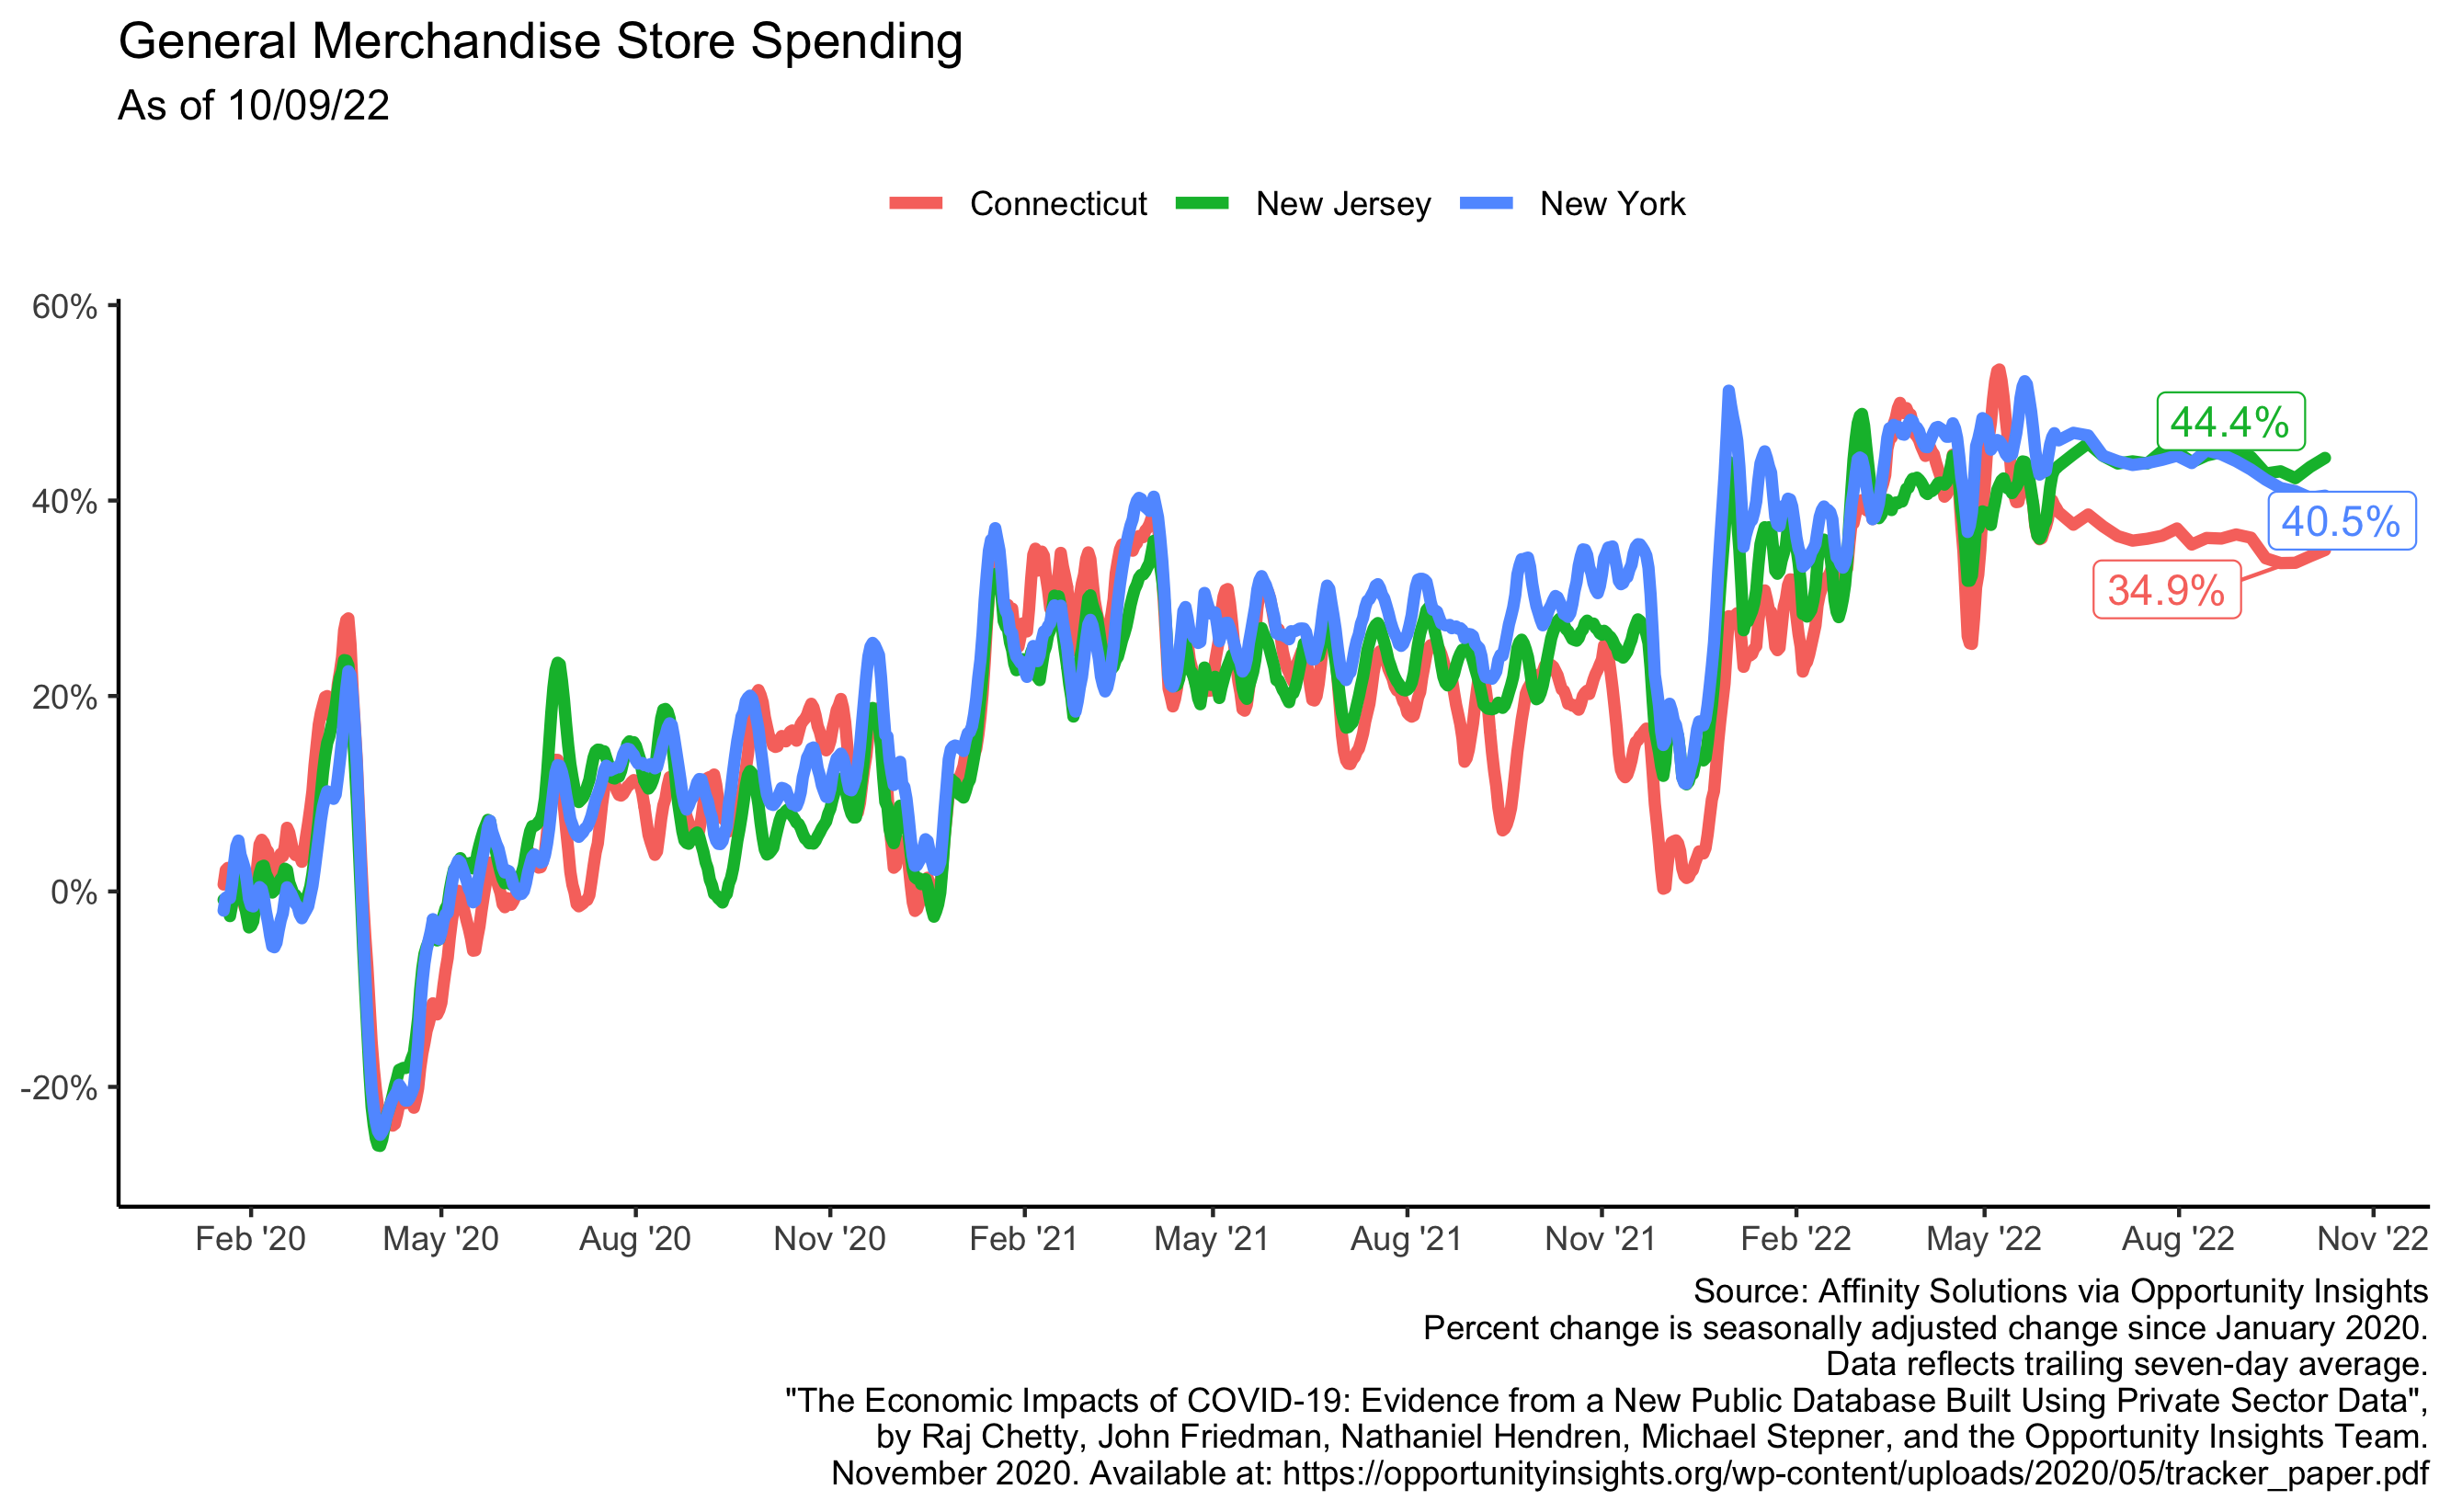 General Merchandise Store Spending
As of 10/09/22
Connecticut New Jersey New York
60%
40%
20%
0%
-20%
44.4%
40.5%
34.9%
Feb '20 May '20 Aug '20 Nov '20 Feb '21 May '21 Aug '21 Nov '21 Feb '22 May '22 Aug '22 Nov '22
Source: Affinity Solutions via Opportunity Insights
Percent change is seasonally adjusted change since January 2020.
Data reflects trailing seven-day average.
"The Economic Impacts of COVID-19: Evidence from a New Public Database Built Using Private Sector Data",
by Raj Chetty, John Friedman, Nathaniel Hendren, Michael Stepner, and the Opportunity Insights Team.
November 2020. Available at: https://opportunityinsights.org/wp-content/uploads/2020/05/tracker_paper.pdf